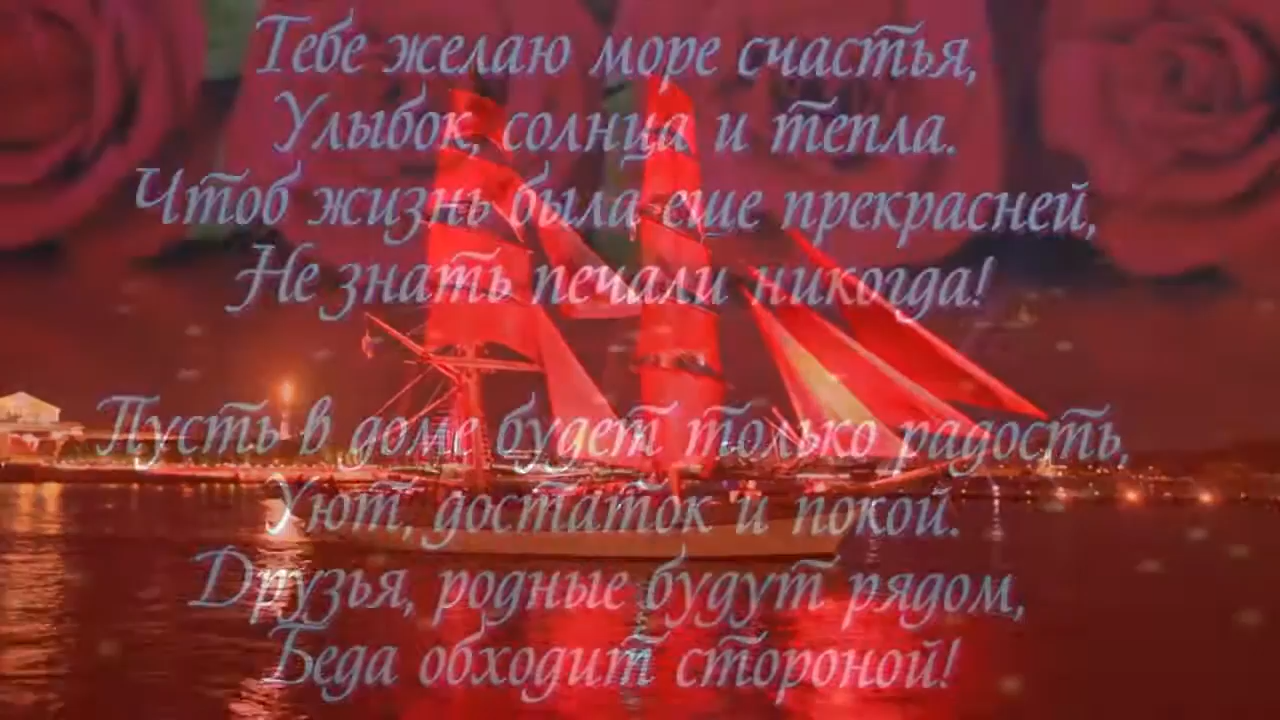 Тебе желаю море счастья,
Улыбок, солнца и тепла.
Чтоб жизнь была еще прекрасней,
Не знать печали никогда!
Пусть в доме будет только радость,
Уют, достаток и покой.
Друзья, родные будут рядом,
Беда обходит стороной!